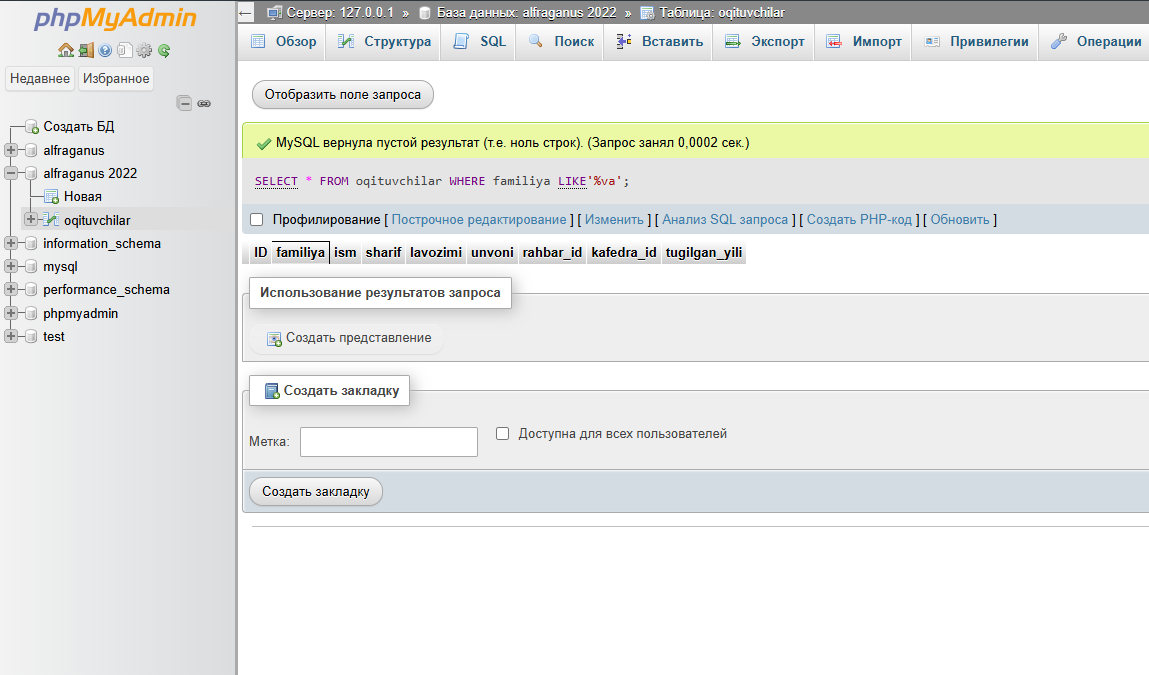 phpMyAdmin
Недавнее Избранное
Создать БД
alfraganus
alfraganus 2022
Новая
oqituvchilar
information_schema
mysql
performance_schema
phpmyadmin
test
← Сервер: 127.0.0.1 » База данных: alfraganus 2022 » Таблица: oqituvchilar
Обзор Структура SQL Поиск Вставить Экспорт Импорт Привилегии Операции
Отобразить поле запроса
MySQL вернула пустой результат (т.е. ноль строк). (Запрос занял 0,0002 сек.)
SELECT * FROM oqituvchilar WHERE familiya LIKE'%va';
Профилирование [ Построчное редактирование ] [ Изменить ] [ Анализ SQL запроса ] [ Создать PHP-код ] [ Обновить ]
ID familiya ism sharif lavozimi unvoni rahbar_id kafedra_id tugilgan_yili
Использование результатов запроса
Создать представление
Создать закладку
Метка: Доступна для всех пользователей
Создать закладку